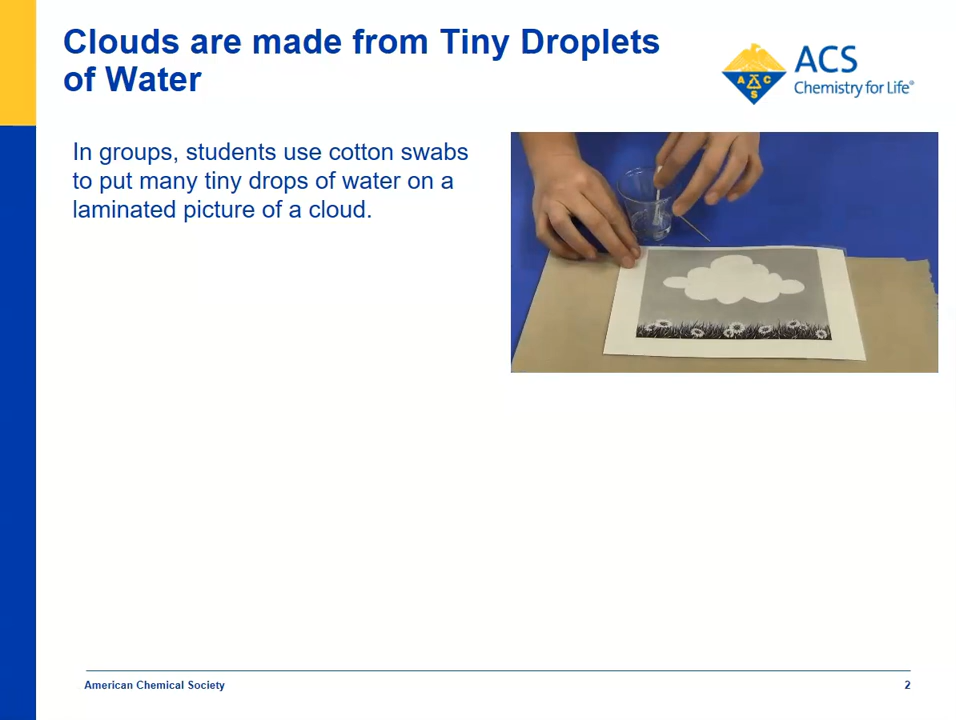 Clouds are made from Tiny Droplets
of Water
ACS
Chemistry for Life®
A C
S
In groups, students use cotton swabs
to put many tiny drops of water on a
laminated picture of a cloud.
American Chemical Society
2